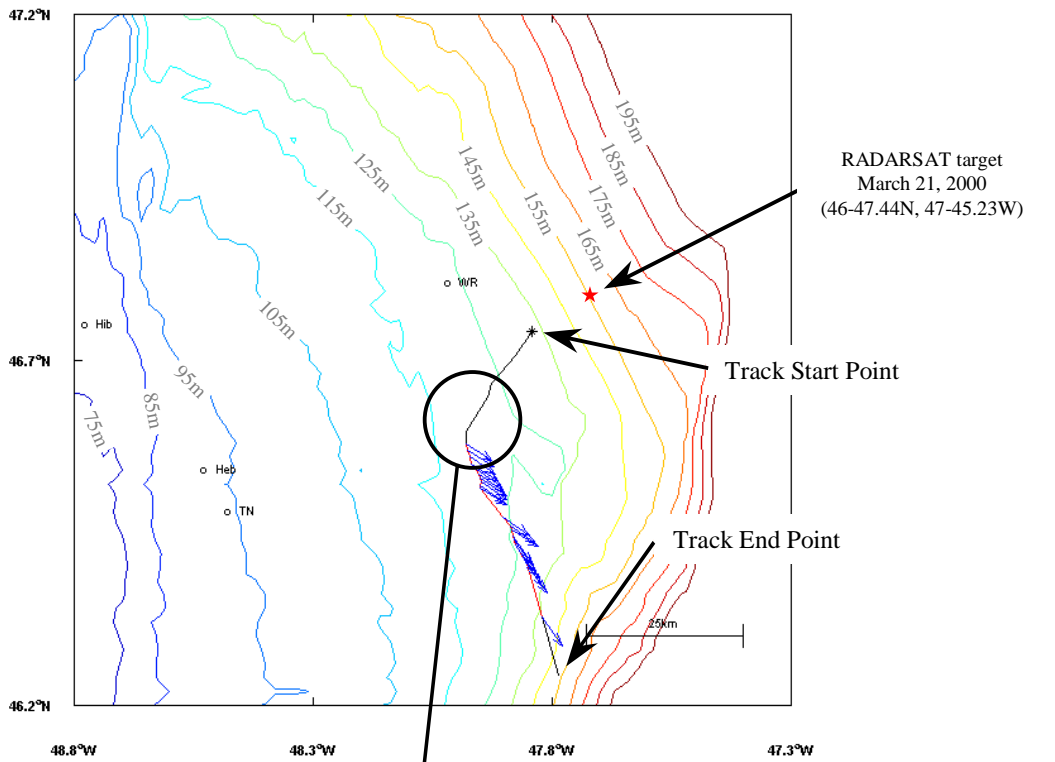 47.2°N
195m
185m
175m
165m
155m
145m
135m
125m
115m
105m
95m
85m
75m
RADARSAT target
March 21, 2000
(46-47.44N, 47-45.23W)
WR
Hib
46.7°N
Track Start Point
Heb
TN
Track End Point
25km
46.2°N
48.8°W
48.3°W
47.8°W
47.3°W